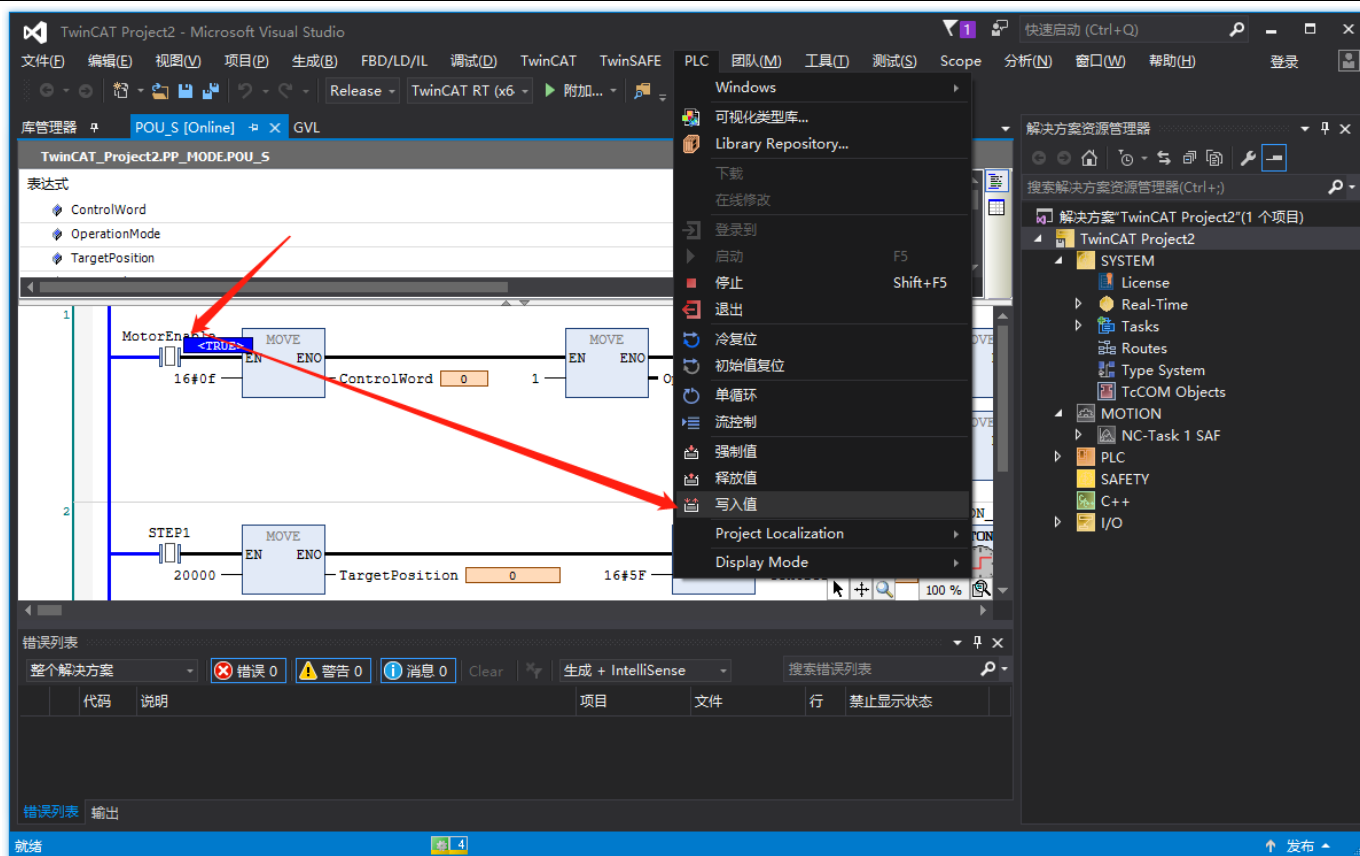 TwinCAT Project2 - Microsoft Visual Studio
1
快速启动 (Ctrl+Q)
文件(F) 编辑(E) 视图(V) 项目(P) 生成(B) FBD/LD/IL 调试(D) TwinCAT TwinSAFE PLC 团队(M) 工具(T) 测试(S) Scope 分析(N) 窗口(W) 帮助(H) 登录
Release TwinCAT RT (x6 附加...
Windows
可视化类型库...
Library Repository...
下载
在线修改
登录到
启动 F5
停止 Shift+F5
退出
冷复位
初始值复位
单循环
流控制
强制值
释放值
写入值
Project Localization
Display Mode
库管理器 POU_S [Online] GVL
TwinCAT_Project2.PP_MODE.POU_S
表达式
ControlWord
OperationMode
TargetPosition
1
MotorEnable
<TRUE>
MOVE
EN ENO
16#0f
ControlWord 0
MOVE
EN ENO
1
2
STEP1
MOVE
EN ENO
20000
TargetPosition 0
16#5F
100 %
解决方案资源管理器
搜索解决方案资源管理器(Ctrl+;)
解决方案"TwinCAT Project2"(1 个项目)
TwinCAT Project2
SYSTEM
License
Real-Time
Tasks
Routes
Type System
TcCOM Objects
MOTION
NC-Task 1 SAF
PLC
SAFETY
C++
I/O
错误列表
整个解决方案 错误 0 警告 0 消息 0 Clear 生成 + IntelliSense 搜索错误列表
代码 说明 项目 文件 行 禁止显示状态
错误列表 输出
就绪 4 发布